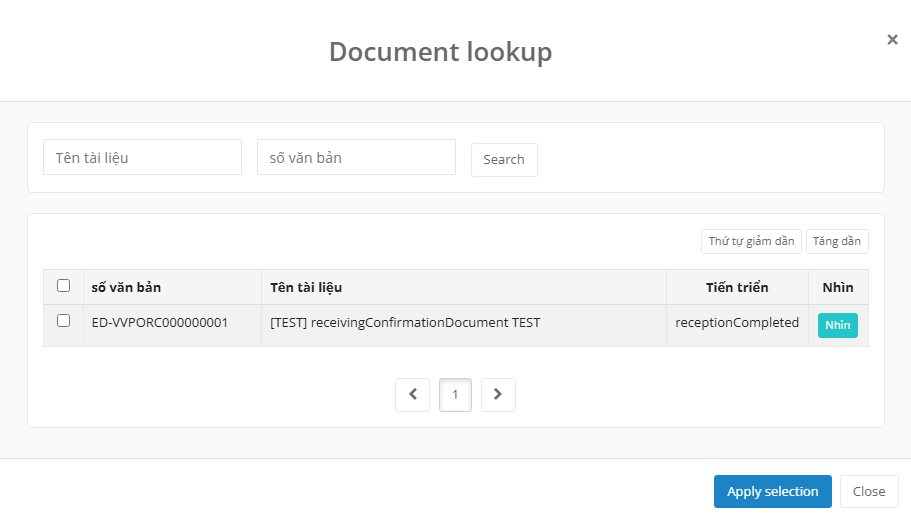 Document lookup
×
Tên tài liệu
số văn bản
Search
Thứ tự giảm dần
Tăng dần
số văn bản
Tên tài liệu
Tiến triển
Nhìn
ED-VVPORC000000001
[TEST] receivingConfirmationDocument TEST
receptionCompleted
Nhìn
1
Apply selection
Close